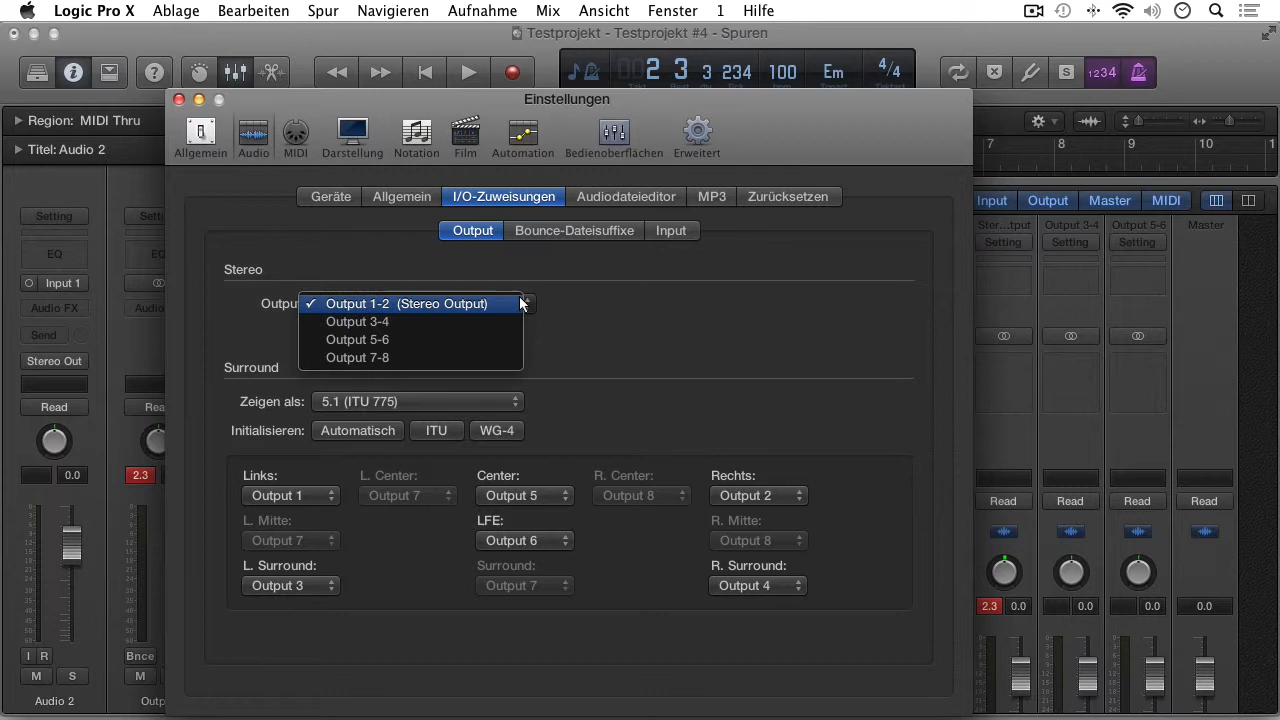 Logic Pro X Ablage Bearbeiten Spur Navigieren Aufnahme Mix Ansicht Fenster 1 Hilfe
Testprojekt - Testprojekt #4 - Spuren
2 3 3 234 100 Em 4/4
S 1234
Region: MIDI Thru
Titel: Audio 2
Einstellungen
Allgemein Audio MIDI Darstellung Notation Film Automation Bedienoberflächen Erweitert
7 8 9 10
Geräte Allgemein I/O-Zuweisungen Audiodateieditor MP3 Zurücksetzen
Input Output Master MIDI
Output Bounce-Dateisuffixe Input
Setting Setting
Ster...tput Output 3-4 Output 5-6 Master
Setting Setting Setting
EQ
Input 1
Audio FX
Send
Stereo Out
Read
0.0 2.3
I R Bnce
M S M
Audio 2
Stereo
Output 1-2 (Stereo Output)
Output 3-4
Output 5-6
Output 7-8
Surround
Zeigen als: 5.1 (ITU 775)
Initialisieren: Automatisch ITU WG-4
Links: L. Center: Center: R. Center: Rechts:
Output 1 Output 7 Output 5 Output 8 Output 2
L. Mitte: LFE: R. Mitte:
Output 7 Output 6 Output 8
L. Surround: Surround: R. Surround:
Output 3 Output 7 Output 4
Read Read Read Read
2.3 0.0 0.0 0.0 0.0